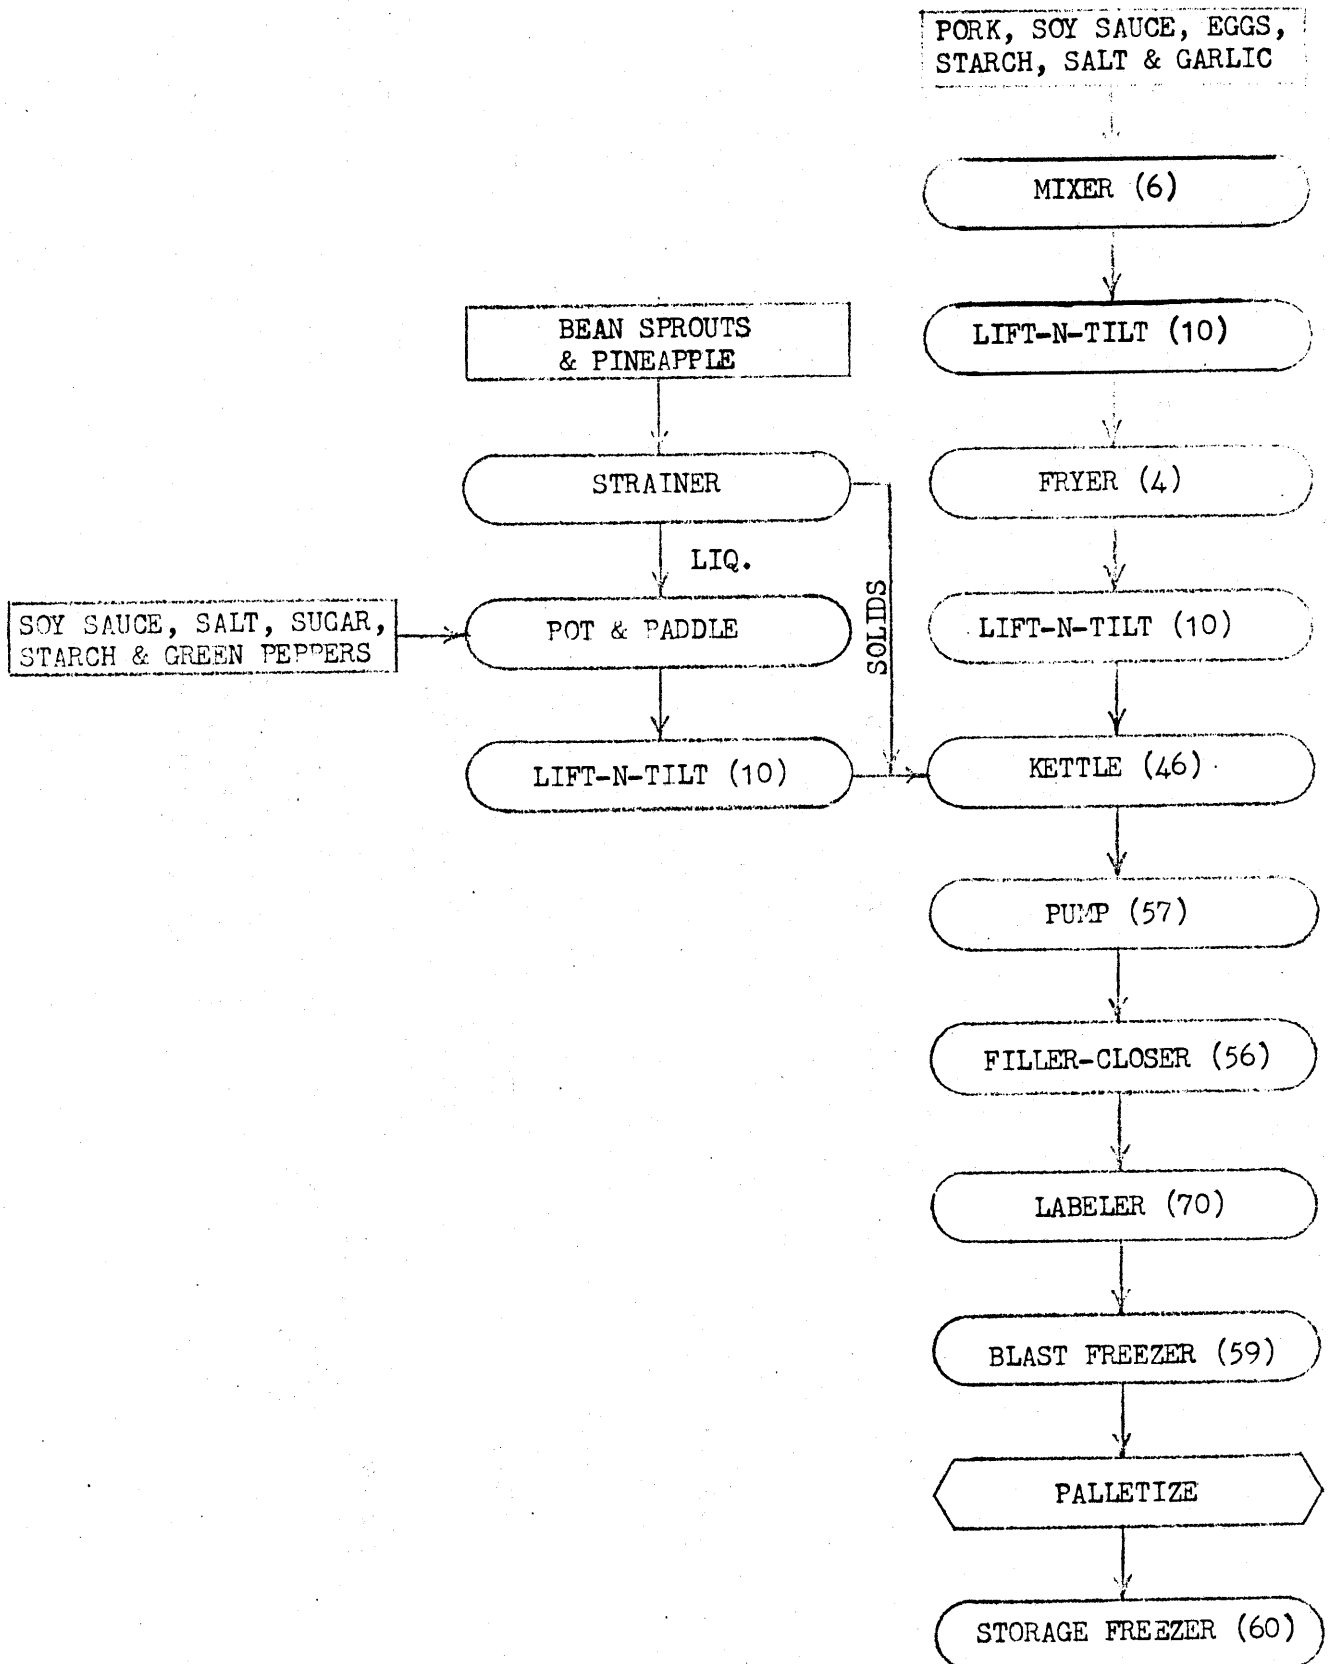 PORK, SOY SAUCE, EGGS,
STARCH, SALT & GARLIC
MIXER (6)
LIFT-N-TILT (10)
BEAN SPROUTS
& PINEAPPLE
STRAINER
FRYER (4)
LIQ.
SOLIDS
SOY SAUCE, SALT, SUGAR,
STARCH & GREEN PEPPERS
POT & PADDLE
LIFT-N-TILT (10)
LIFT-N-TILT (10)
KETTLE (46)
PUMP (57)
FILLER-CLOSER (56)
LABELER (70)
BLAST FREEZER (59)
PALLETIZE
STORAGE FREEZER (60)